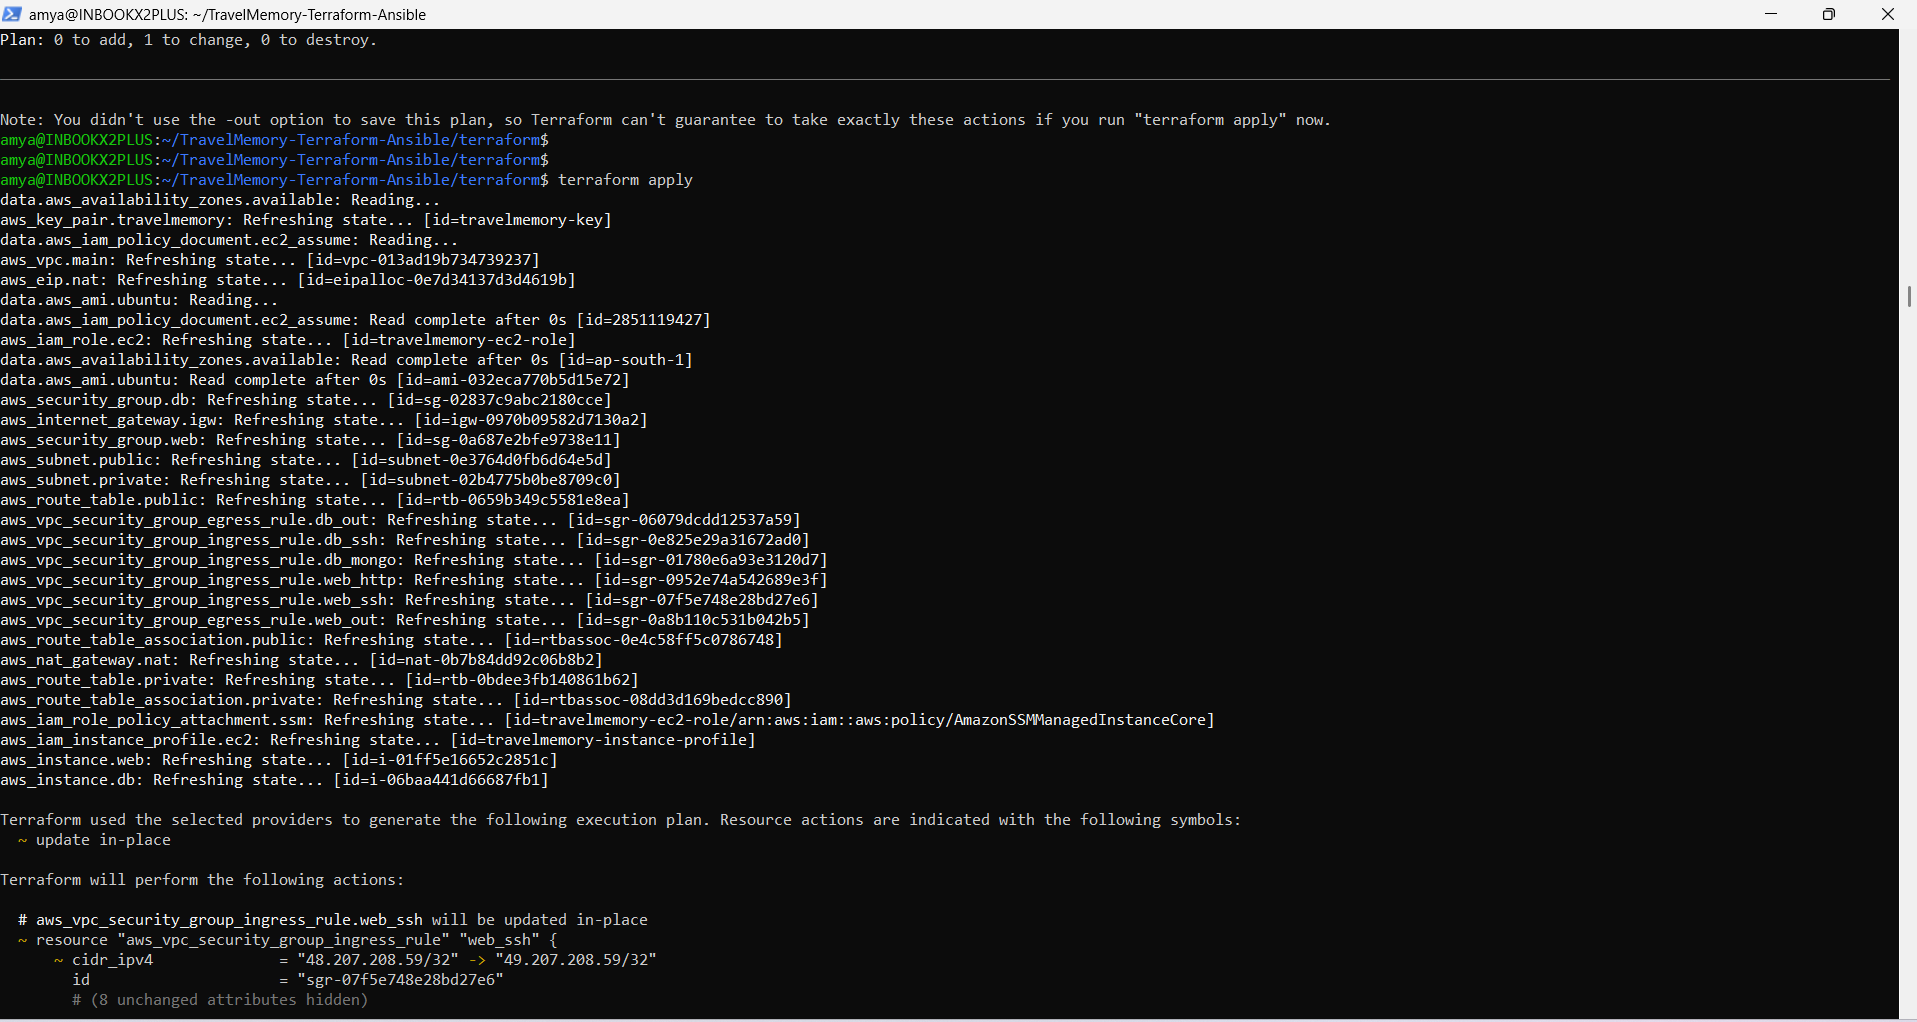 amya@INBOOKX2PLUS: ~/TravelMemory-Terraform-Ansible
Plan: 0 to add, 1 to change, 0 to destroy.
Note: You didn't use the -out option to save this plan, so Terraform can't guarantee to take exactly these actions if you run "terraform apply" now.
amya@INBOOKX2PLUS:~/TravelMemory-Terraform-Ansible/terraform$
amya@INBOOKX2PLUS:~/TravelMemory-Terraform-Ansible/terraform$
amya@INBOOKX2PLUS:~/TravelMemory-Terraform-Ansible/terraform$ terraform apply
data.aws_availability_zones.available: Reading...
aws_key_pair.travelmemory: Refreshing state... [id=travelmemory-key]
data.aws_iam_policy_document.ec2_assume: Reading...
aws_vpc.main: Refreshing state... [id=vpc-013ad19b734739237]
aws_eip.nat: Refreshing state... [id=eipalloc-0e7d34137d3d4619b]
data.aws_ami.ubuntu: Reading...
data.aws_iam_policy_document.ec2_assume: Read complete after 0s [id=2851119427]
aws_iam_role.ec2: Refreshing state... [id=travelmemory-ec2-role]
data.aws_availability_zones.available: Read complete after 0s [id=ap-south-1]
data.aws_ami.ubuntu: Read complete after 0s [id=ami-032eca770b5d15e72]
aws_security_group.db: Refreshing state... [id=sg-02837c9abc2180cce]
aws_internet_gateway.igw: Refreshing state... [id=igw-0970b09582d7130a2]
aws_security_group.web: Refreshing state... [id=sg-0a687e2bfe9738e11]
aws_subnet.public: Refreshing state... [id=subnet-0e3764d0fb6d64e5d]
aws_subnet.private: Refreshing state... [id=subnet-02b4775b0be8709c0]
aws_route_table.public: Refreshing state... [id=rtb-0659b349c5581e8ea]
aws_vpc_security_group_egress_rule.db_out: Refreshing state... [id=sgr-06079dcdd12537a59]
aws_vpc_security_group_ingress_rule.db_ssh: Refreshing state... [id=sgr-0e825e29a31672ad0]
aws_vpc_security_group_ingress_rule.db_mongo: Refreshing state... [id=sgr-01780e6a93e3120d7]
aws_vpc_security_group_ingress_rule.web_http: Refreshing state... [id=sgr-0952e74a542689e3f]
aws_vpc_security_group_ingress_rule.web_ssh: Refreshing state... [id=sgr-07f5e748e28bd27e6]
aws_vpc_security_group_egress_rule.web_out: Refreshing state... [id=sgr-0a8b110c531b042b5]
aws_route_table_association.public: Refreshing state... [id=rtbassoc-0e4c58ff5c0786748]
aws_nat_gateway.nat: Refreshing state... [id=nat-0b7b84dd92c06b8b2]
aws_route_table.private: Refreshing state... [id=rtb-0bdee3fb140861b62]
aws_route_table_association.private: Refreshing state... [id=rtbassoc-08dd3d169bedcc890]
aws_iam_role_policy_attachment.ssm: Refreshing state... [id=travelmemory-ec2-role/arn:aws:iam::aws:policy/AmazonSSMManagedInstanceCore]
aws_iam_instance_profile.ec2: Refreshing state... [id=travelmemory-instance-profile]
aws_instance.web: Refreshing state... [id=i-01ff5e16652c2851c]
aws_instance.db: Refreshing state... [id=i-06baa441d66687fb1]
Terraform used the selected providers to generate the following execution plan. Resource actions are indicated with the following symbols:
~ update in-place
Terraform will perform the following actions:
# aws_vpc_security_group_ingress_rule.web_ssh will be updated in-place
~ resource "aws_vpc_security_group_ingress_rule" "web_ssh" {
~ cidr_ipv4 = "48.207.208.59/32" -> "49.207.208.59/32"
id = "sgr-07f5e748e28bd27e6"
# (8 unchanged attributes hidden)